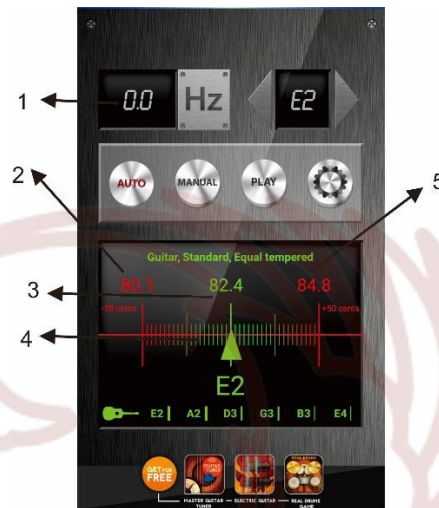 1
0.0 Hz E2
2
AUTO MANUAL PLAY
5
Guitar, Standard, Equal tempered
3
80.1 82.4 84.8
-50 cents +50 cents
4
E2
E2 A2 D3 G3 B3 E4
GET FOR FREE
MASTER GUITAR TUNER
ELECTRIC GUITAR
REAL DRUMS GAME